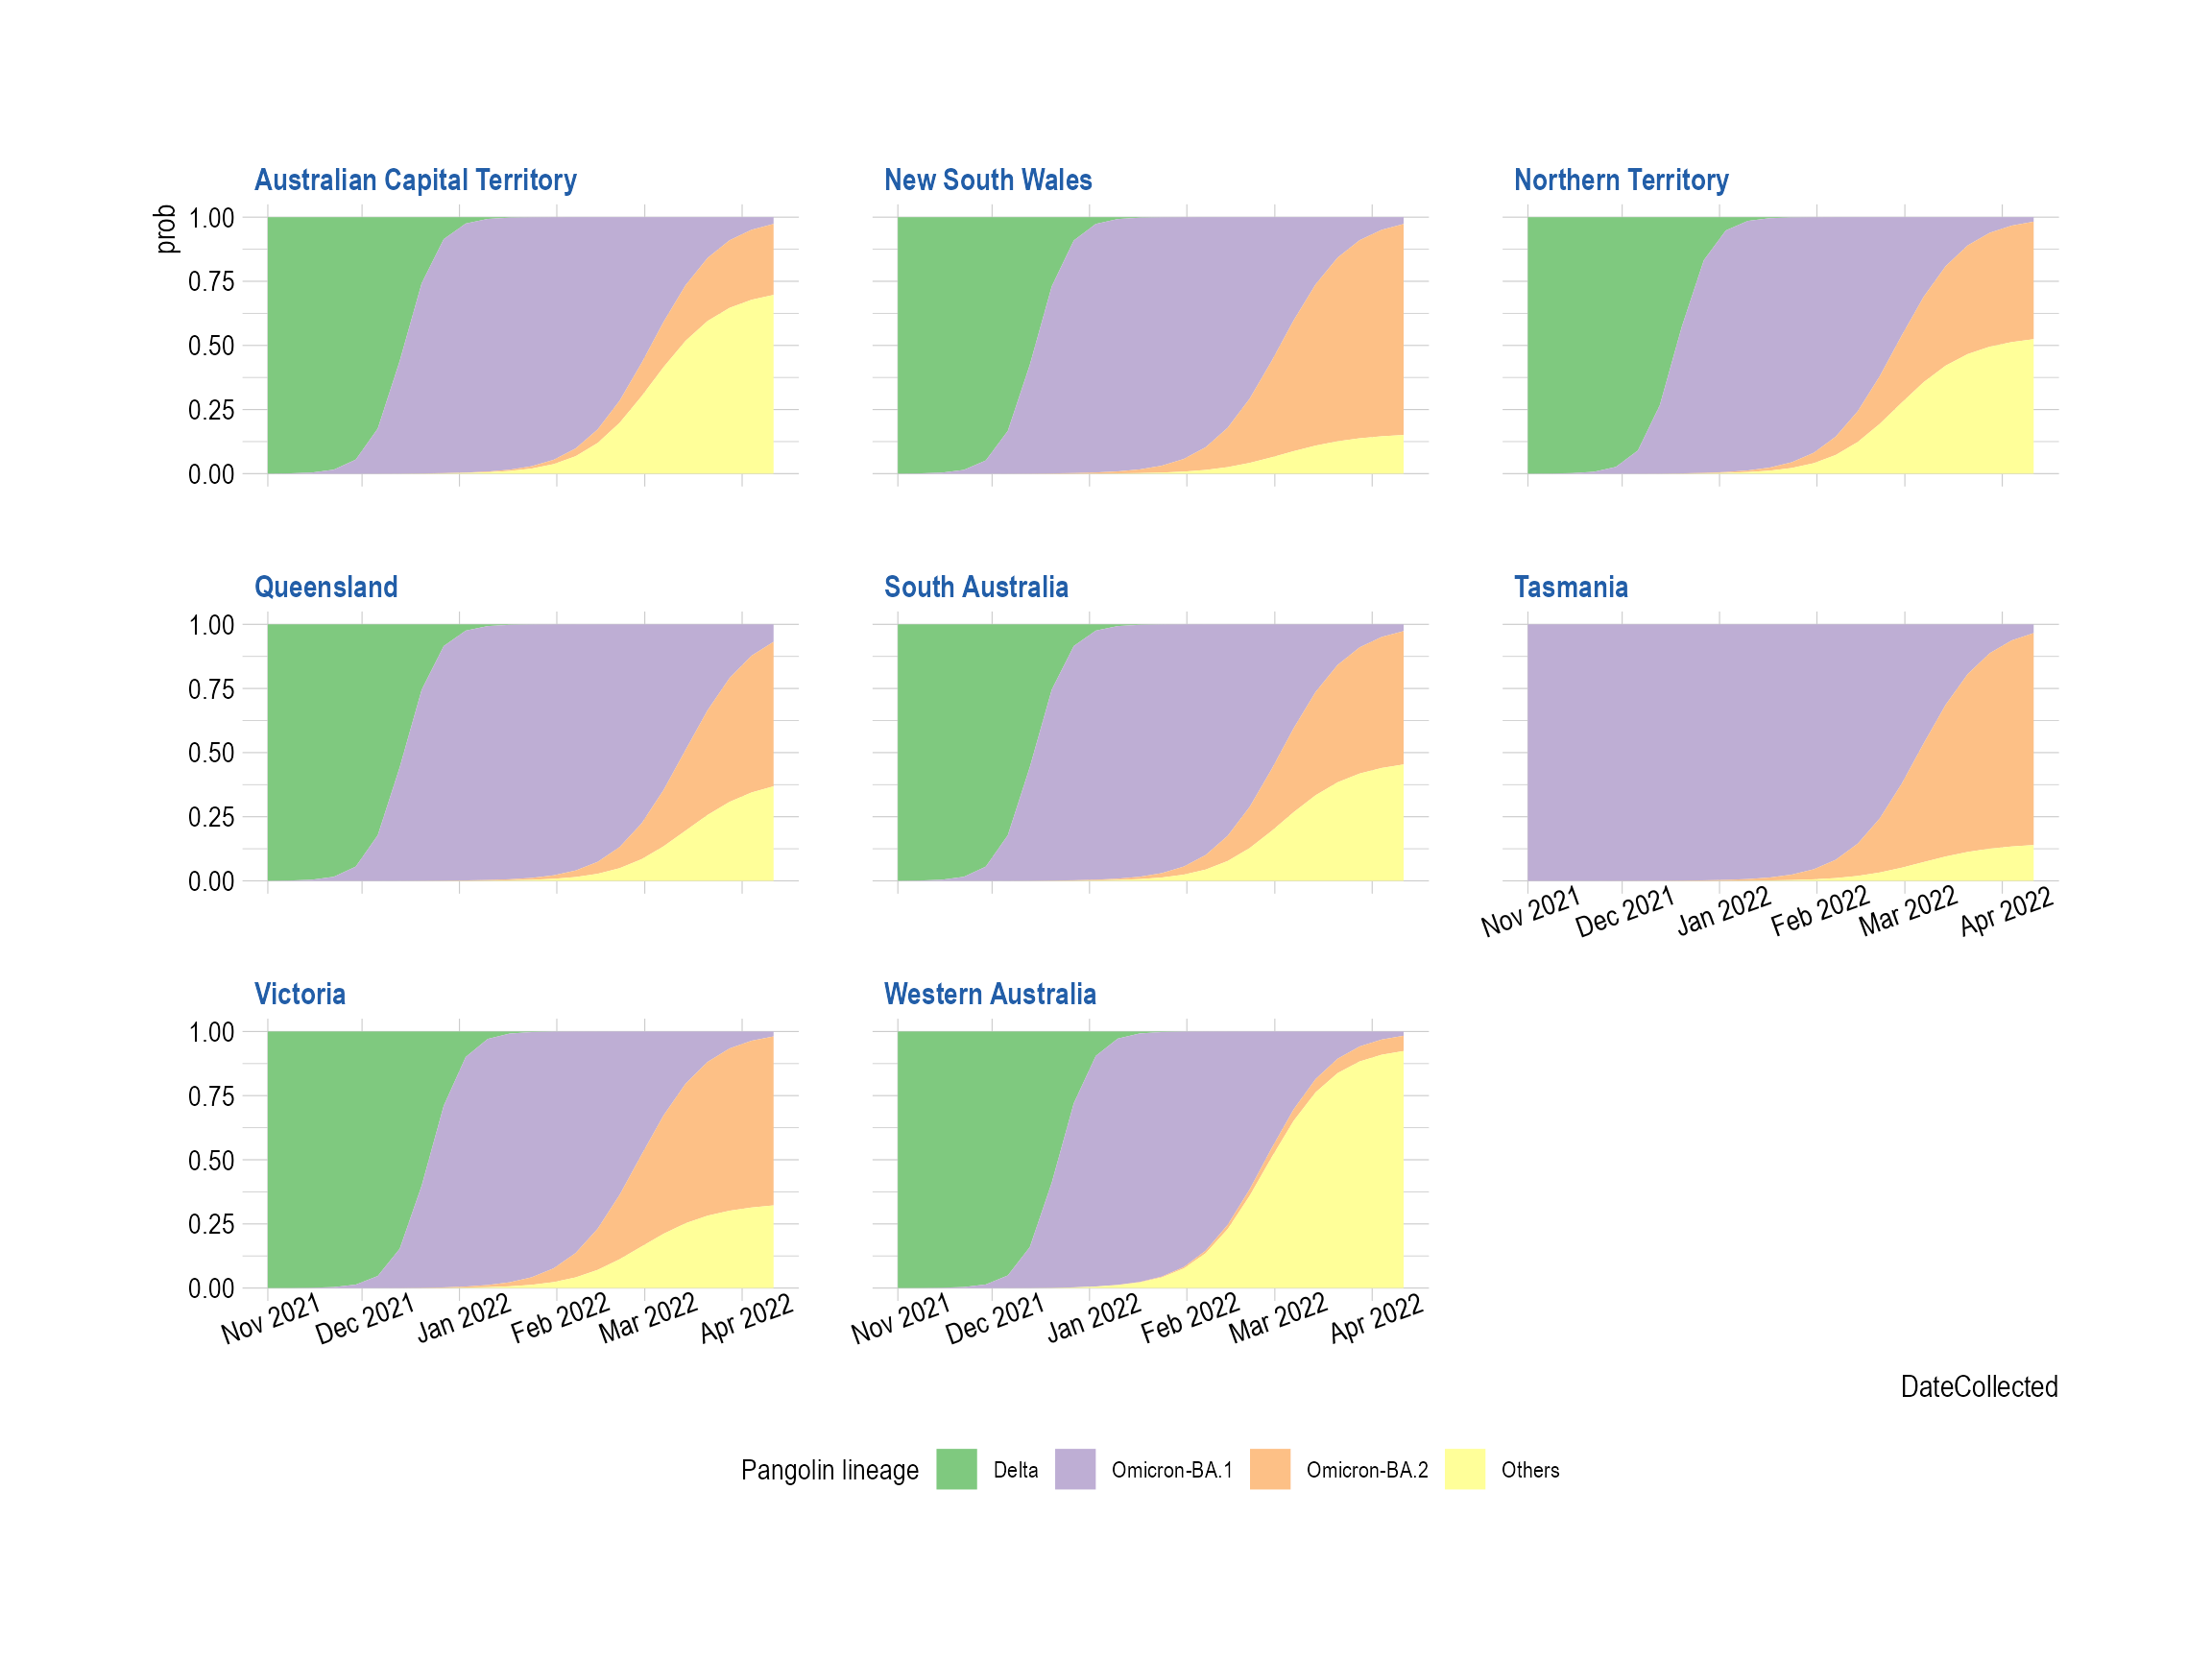 Australian Capital Territory
New South Wales
Northern Territory
prob
1.00
0.75
0.50
0.25
0.00
Queensland
South Australia
Tasmania
1.00
0.75
0.50
0.25
0.00
Nov 2021 Dec 2021 Jan 2022 Feb 2022 Mar 2022 Apr 2022
Victoria
Western Australia
1.00
0.75
0.50
0.25
0.00
Nov 2021 Dec 2021 Jan 2022 Feb 2022 Mar 2022 Apr 2022
Nov 2021 Dec 2021 Jan 2022 Feb 2022 Mar 2022 Apr 2022
DateCollected
Pangolin lineage Delta Omicron-BA.1 Omicron-BA.2 Others